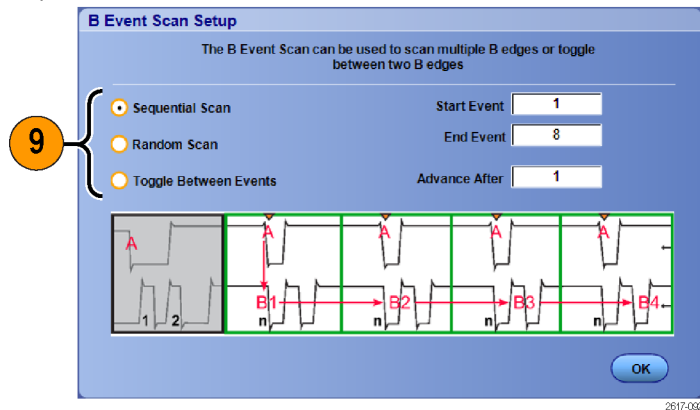 B Event Scan Setup
The B Event Scan can be used to scan multiple B edges or toggle
between two B edges
9
Sequential Scan
Start Event 1
Random Scan
End Event 8
Toggle Between Events
Advance After 1
A A A A A
B1 B2 B3 B4
1 2 n n n n
OK